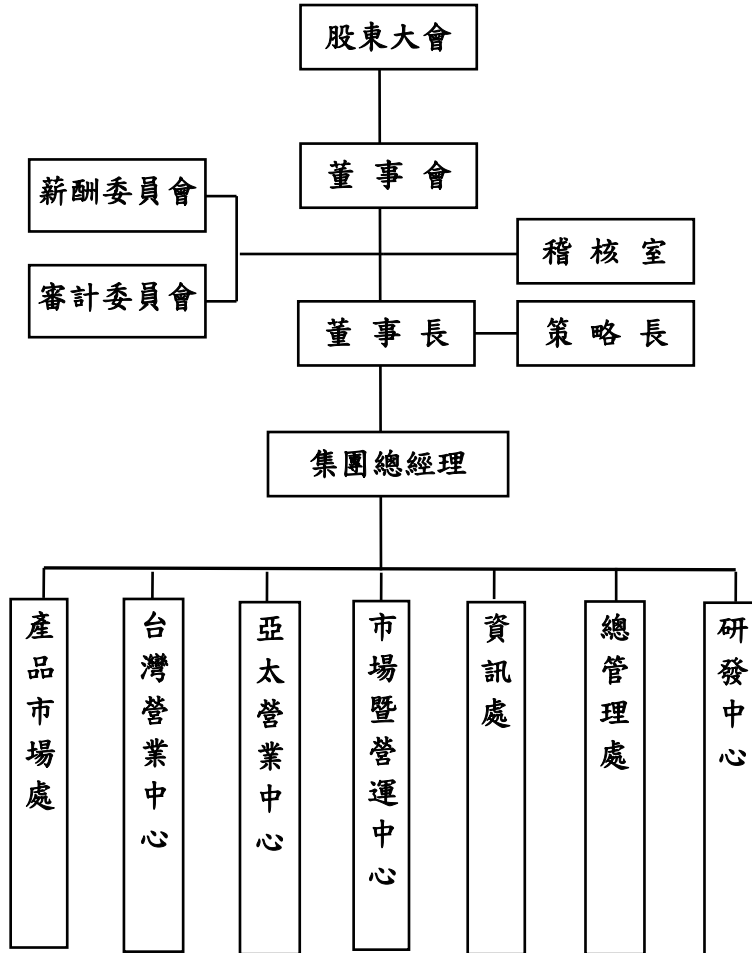 股東大會
董事會
薪酬委員會
稽核室
審計委員會
董事長
策略長
集團總經理
產品市場處
台灣營業中心
亞太營業中心
市場暨營運中心
資訊處
總管理處
研發中心